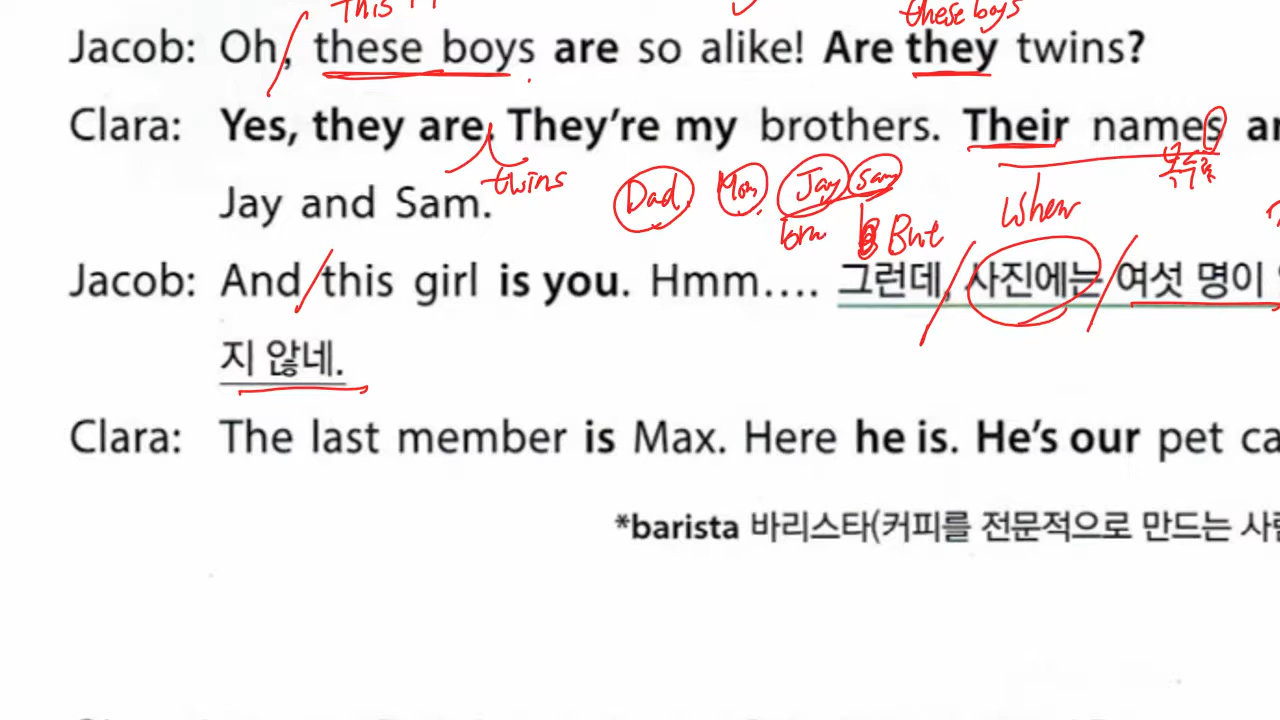 This
these boys
Jacob: Oh, these boys are so alike! Are they twins?
Clara: Yes, they are. They're my brothers. Their names
twins
Dad Mom Jay Sam
Jay and Sam.
But
When
Jacob: And this girl is you. Hmm…. 그런데, 사진에는 여섯 명이
지 않네.
Clara: The last member is Max. Here he is. He's our pet
*barista 바리스타(커피를 전문적으로 만드는